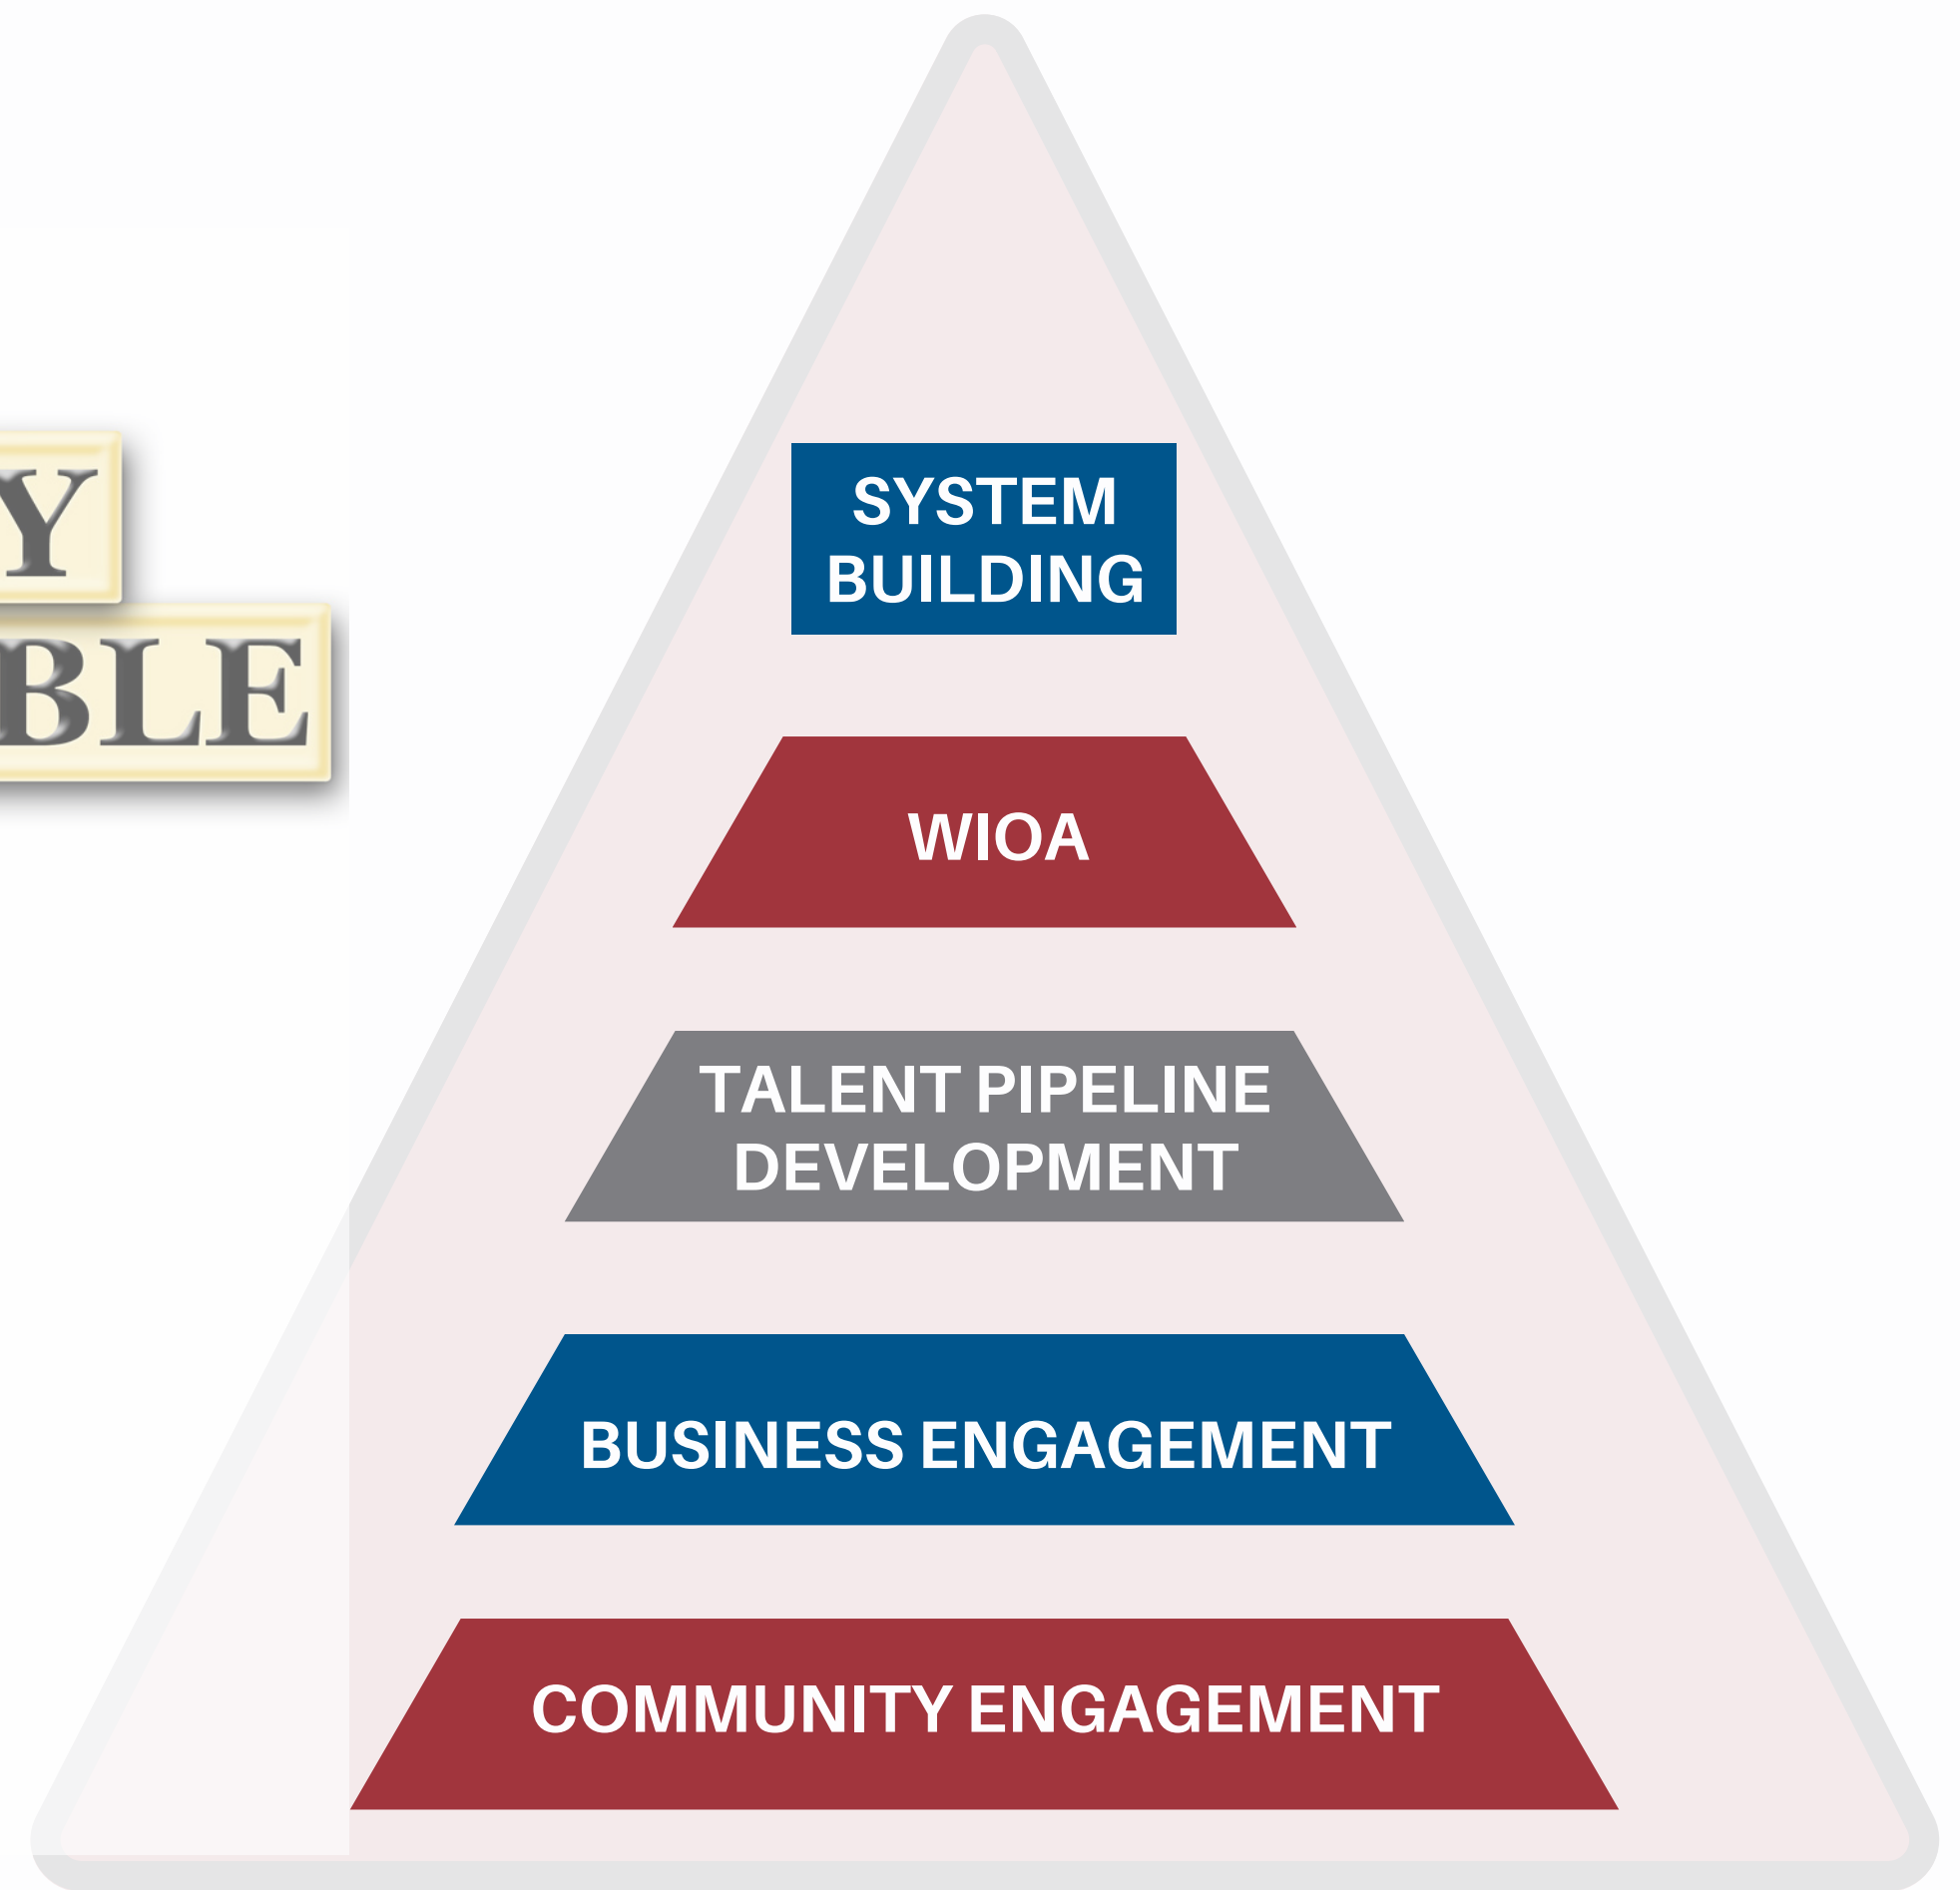 Y
BLE
SYSTEM
BUILDING
WIOA
TALENT PIPELINE
DEVELOPMENT
BUSINESS ENGAGEMENT
COMMUNITY ENGAGEMENT